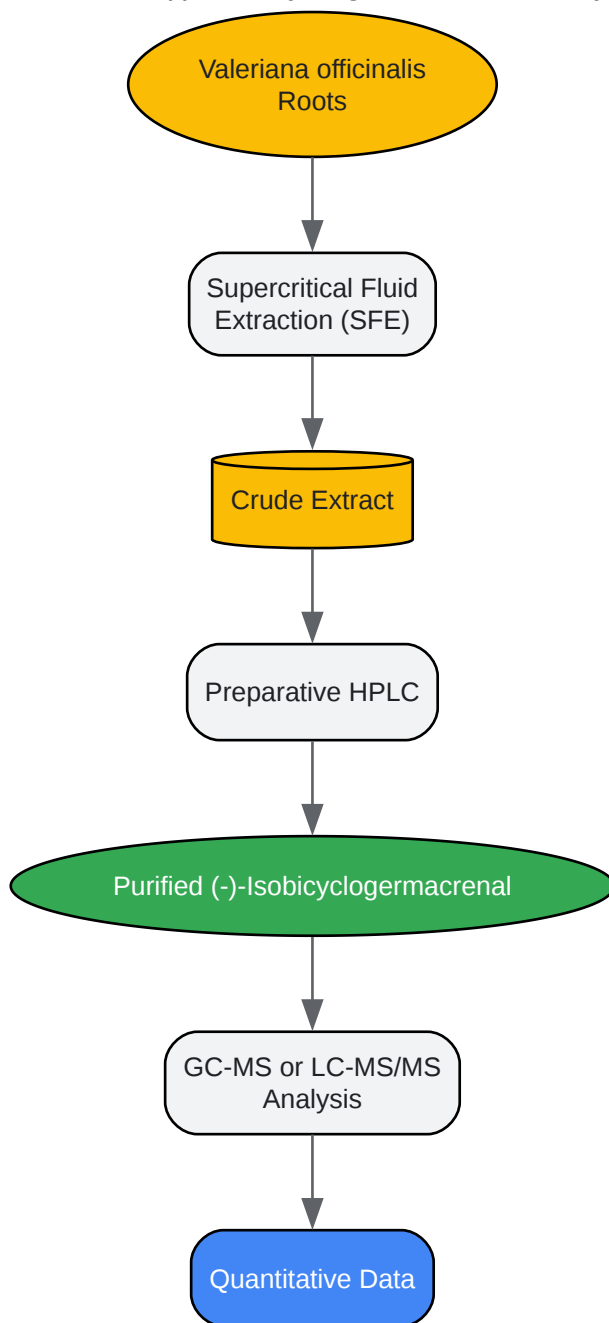 Valeriana officinalis
Roots
Supercritical Fluid
Extraction (SFE)
Crude Extract
Preparative HPLC
Purified (-)-Isobicyclogermacrenal
GC-MS or LC-MS/MS
Analysis
Quantitative Data